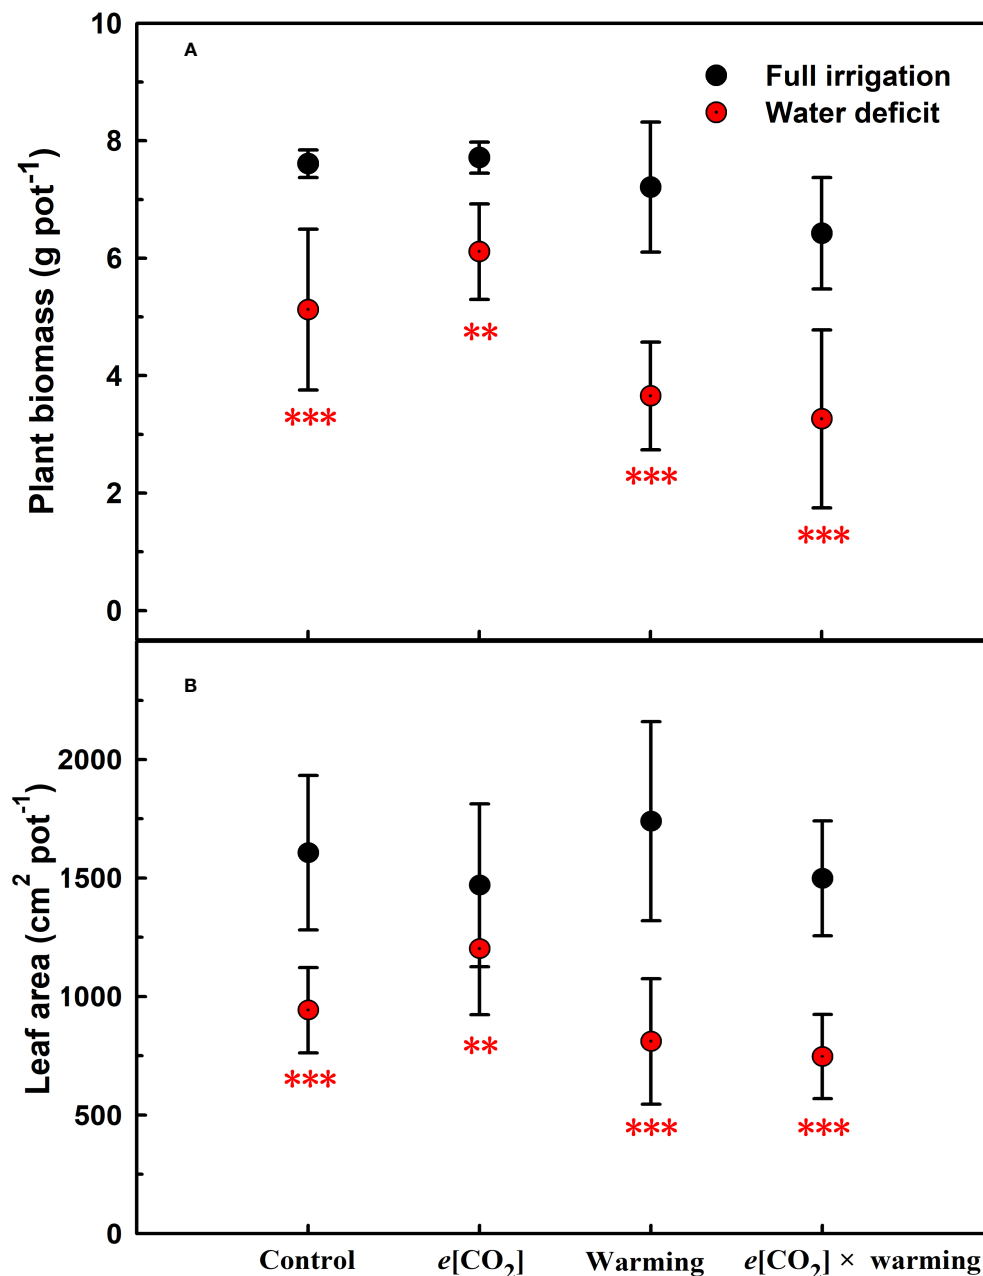 A
Full irrigation
Water deficit
Plant biomass (g pot⁻¹)
10
8
6
4
2
0
***
**
***
***
B
Leaf area (cm² pot⁻¹)
2000
1500
1000
500
0
***
**
***
***
Control e[CO₂] Warming e[CO₂] × warming